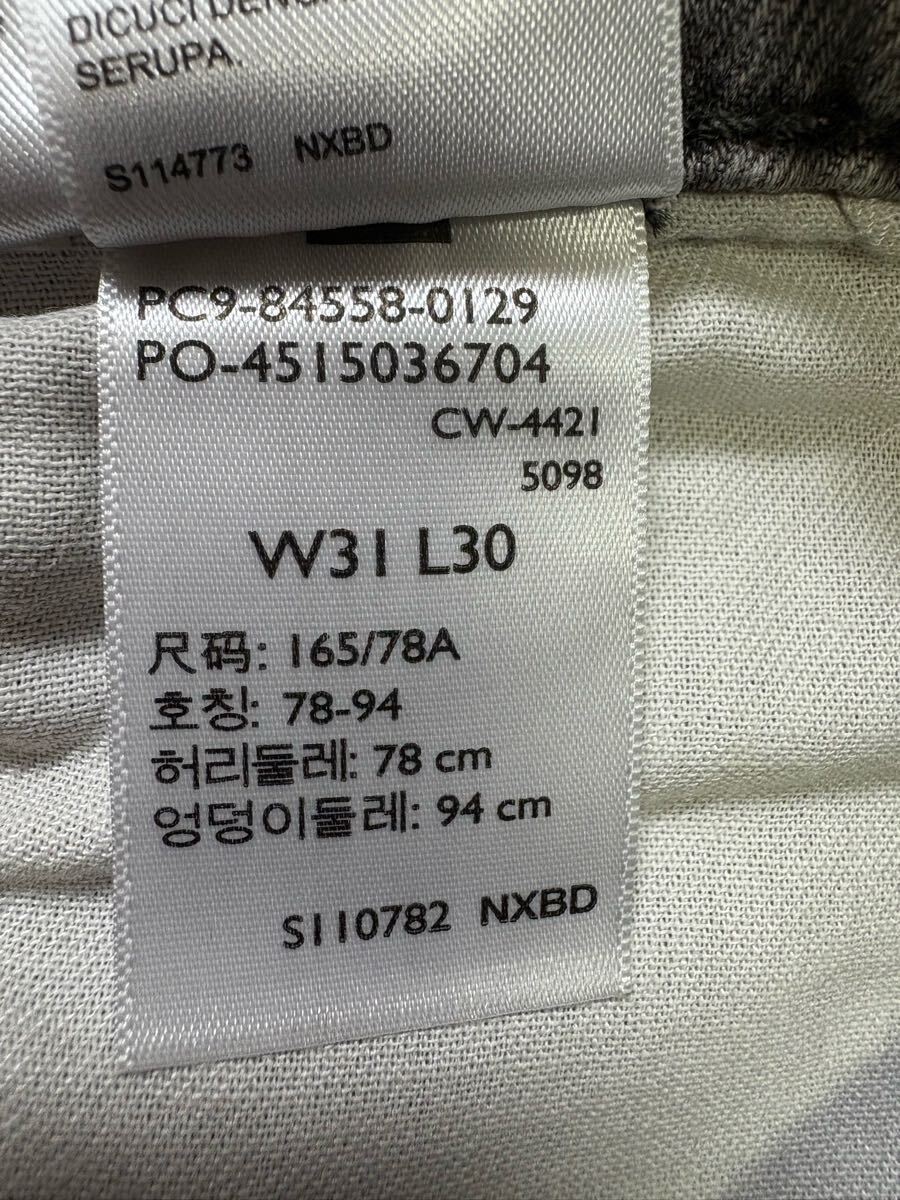 DICUCI DENGA
SERUPA.
S114773 NXBD
PC9-84558-0129
PO-4515036704
CW-4421
5098
W31 L30
尺码: 165/78A
호칭: 78-94
허리둘레: 78 cm
엉덩이둘레: 94 cm
S110782 NXBD